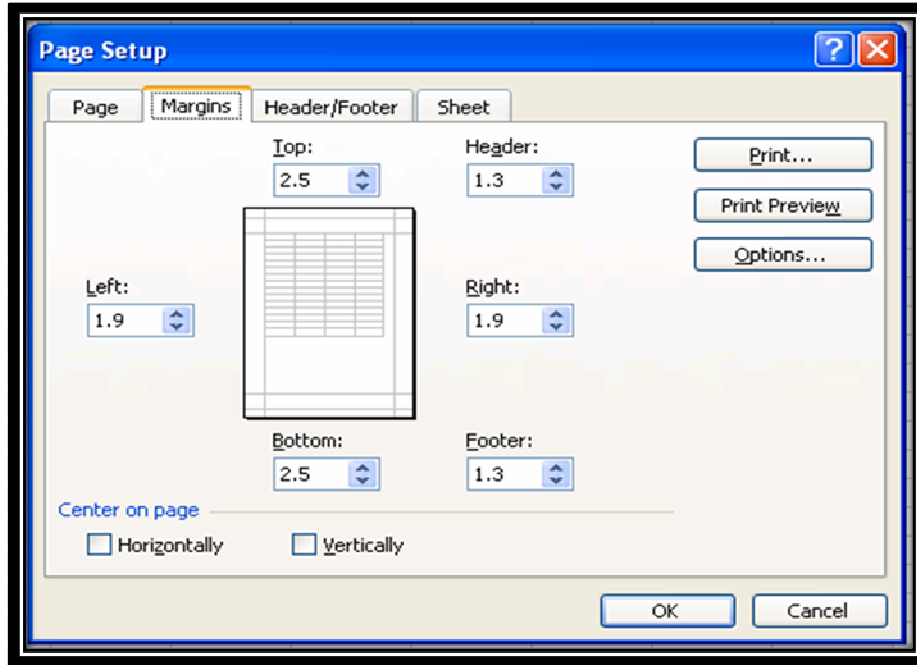 Page Setup
Page Margins Header/Footer Sheet
Top: Header:
2.5 1.3
Print...
Print Preview
Options...
Left: Right:
1.9 1.9
Bottom: Footer:
2.5 1.3
Center on page
Horizontally Vertically
OK Cancel